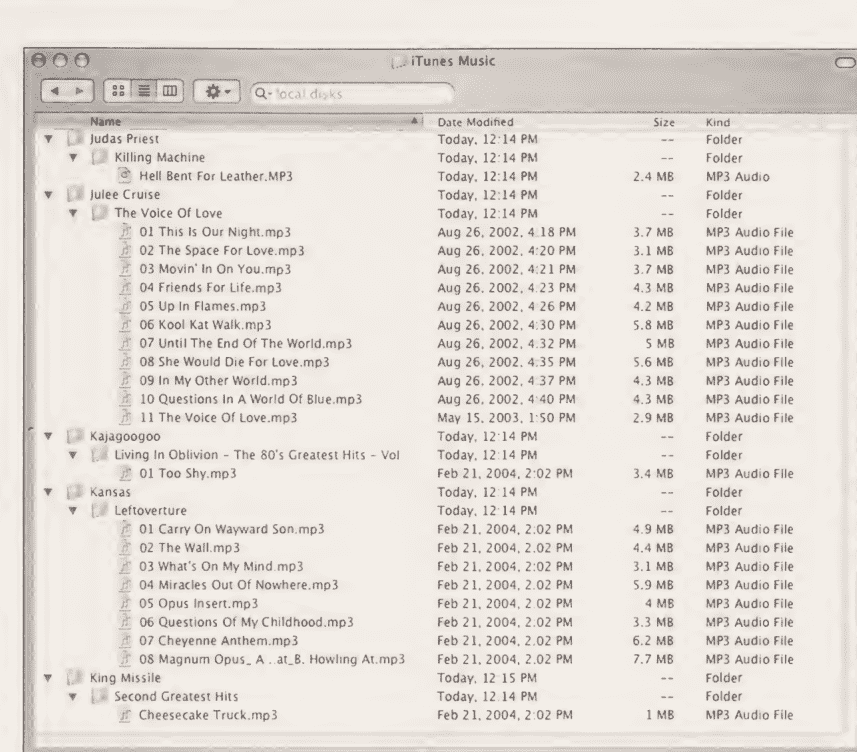 iTunes Music
local disks
Name Date Modified Size Kind
Judas Priest Today, 12:14 PM -- Folder
Killing Machine Today, 12:14 PM -- Folder
Hell Bent For Leather.MP3 Today, 12:14 PM 2.4 MB MP3 Audio
Julee Cruise Today, 12:14 PM -- Folder
The Voice Of Love Today, 12:14 PM -- Folder
01 This Is Our Night.mp3 Aug 26, 2002, 4:18 PM 3.7 MB MP3 Audio File
02 The Space For Love.mp3 Aug 26, 2002, 4:20 PM 3.1 MB MP3 Audio File
03 Movin' In On You.mp3 Aug 26, 2002, 4:21 PM 3.7 MB MP3 Audio File
04 Friends For Life.mp3 Aug 26, 2002, 4:23 PM 4.3 MB MP3 Audio File
05 Up In Flames.mp3 Aug 26, 2002, 4:26 PM 4.2 MB MP3 Audio File
06 Kool Kat Walk.mp3 Aug 26, 2002, 4:30 PM 5.8 MB MP3 Audio File
07 Until The End Of The World.mp3 Aug 26, 2002, 4:32 PM 5 MB MP3 Audio File
08 She Would Die For Love.mp3 Aug 26, 2002, 4:35 PM 5.6 MB MP3 Audio File
09 In My Other World.mp3 Aug 26, 2002, 4:37 PM 4.3 MB MP3 Audio File
10 Questions In A World Of Blue.mp3 Aug 26, 2002, 4:40 PM 4.3 MB MP3 Audio File
11 The Voice Of Love.mp3 May 15, 2003, 1:50 PM 2.9 MB MP3 Audio File
Kajagoogoo Today, 12:14 PM -- Folder
Living In Oblivion - The 80's Greatest Hits - Vol Today, 12:14 PM -- Folder
01 Too Shy.mp3 Feb 21, 2004, 2:02 PM 3.4 MB MP3 Audio File
Kansas Today, 12:14 PM -- Folder
Leftoverture Today, 12:14 PM -- Folder
01 Carry On Wayward Son.mp3 Feb 21, 2004, 2:02 PM 4.9 MB MP3 Audio File
02 The Wall.mp3 Feb 21, 2004, 2:02 PM 4.4 MB MP3 Audio File
03 What's On My Mind.mp3 Feb 21, 2004, 2:02 PM 3.1 MB MP3 Audio File
04 Miracles Out Of Nowhere.mp3 Feb 21, 2004, 2:02 PM 5.9 MB MP3 Audio File
05 Opus Insert.mp3 Feb 21, 2004, 2:02 PM 4 MB MP3 Audio File
06 Questions Of My Childhood.mp3 Feb 21, 2004, 2:02 PM 3.3 MB MP3 Audio File
07 Cheyenne Anthem.mp3 Feb 21, 2004, 2:02 PM 6.2 MB MP3 Audio File
08 Magnum Opus_ A...at_B. Howling At.mp3 Feb 21, 2004, 2:02 PM 7.7 MB MP3 Audio File
King Missile Today, 12:15 PM -- Folder
Second Greatest Hits Today, 12:14 PM -- Folder
Cheesecake Truck.mp3 Feb 21, 2004, 2:02 PM 1 MB MP3 Audio File